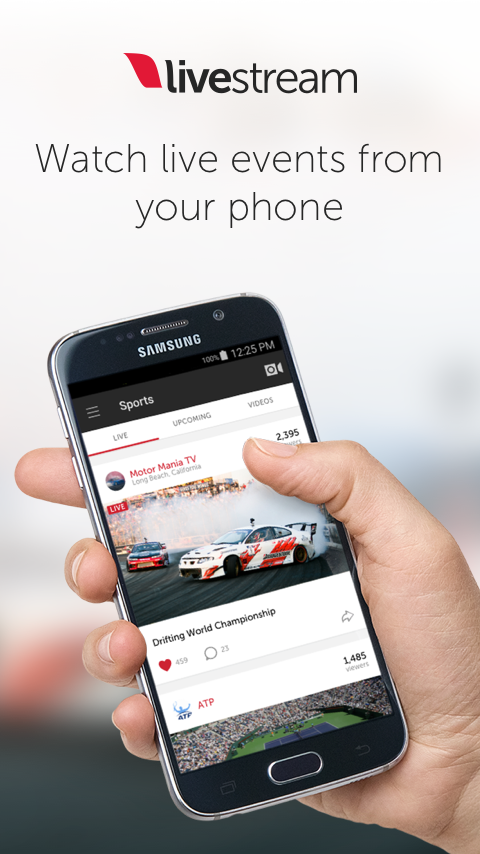 livestream
Watch live events from
your phone
SAMSUNG
100% 12:25 PM
Sports
LIVE UPCOMING VIDEOS
2,395
Motor Mania TV
Long Beach, California
LIVE
Drifting World Championship
459 23
1,485
viewers
ATP
ATP